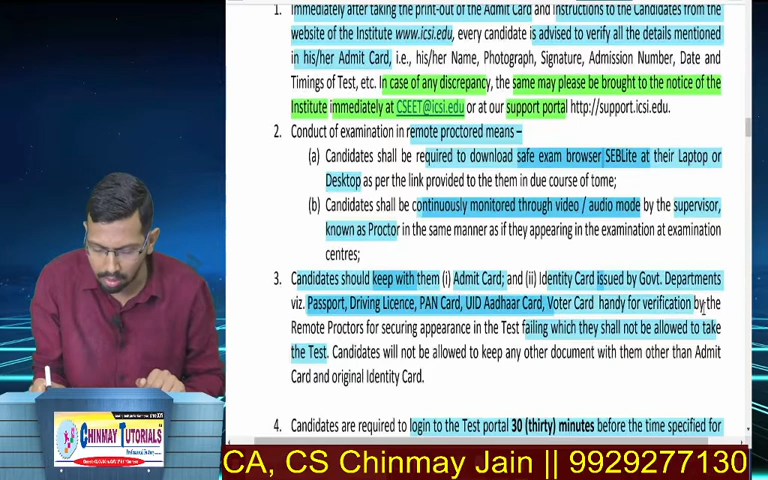 1. Immediately after taking the print-out of the Admit Card and Instructions to the Candidates from the
website of the Institute www.icsi.edu, every candidate is advised to verify all the details mentioned
in his/her Admit Card, i.e., his/her Name, Photograph, Signature, Admission Number, Date and
Timings of Test, etc. In case of any discrepancy, the same may please be brought to the notice of the
Institute immediately at CSEET@icsi.edu or at our support portal http://support.icsi.edu.
2. Conduct of examination in remote proctored means –
(a) Candidates shall be required to download safe exam browser SEBLite at their Laptop or
Desktop as per the link provided to the them in due course of tome;
(b) Candidates shall be continuously monitored through video / audio mode by the supervisor,
known as Proctor in the same manner as if they appearing in the examination at examination
centres;
3. Candidates should keep with them (i) Admit Card; and (ii) Identity Card issued by Govt. Departments
viz. Passport, Driving Licence, PAN Card, UID Aadhaar Card, Voter Card handy for verification by the
Remote Proctors for securing appearance in the Test failing which they shall not be allowed to take
the Test. Candidates will not be allowed to keep any other document with them other than Admit
Card and original Identity Card.
4. Candidates are required to login to the Test portal 30 (thirty) minutes before the time specified for
CHINMAY TUTORIALS
CA, CS Chinmay Jain || 9929277130